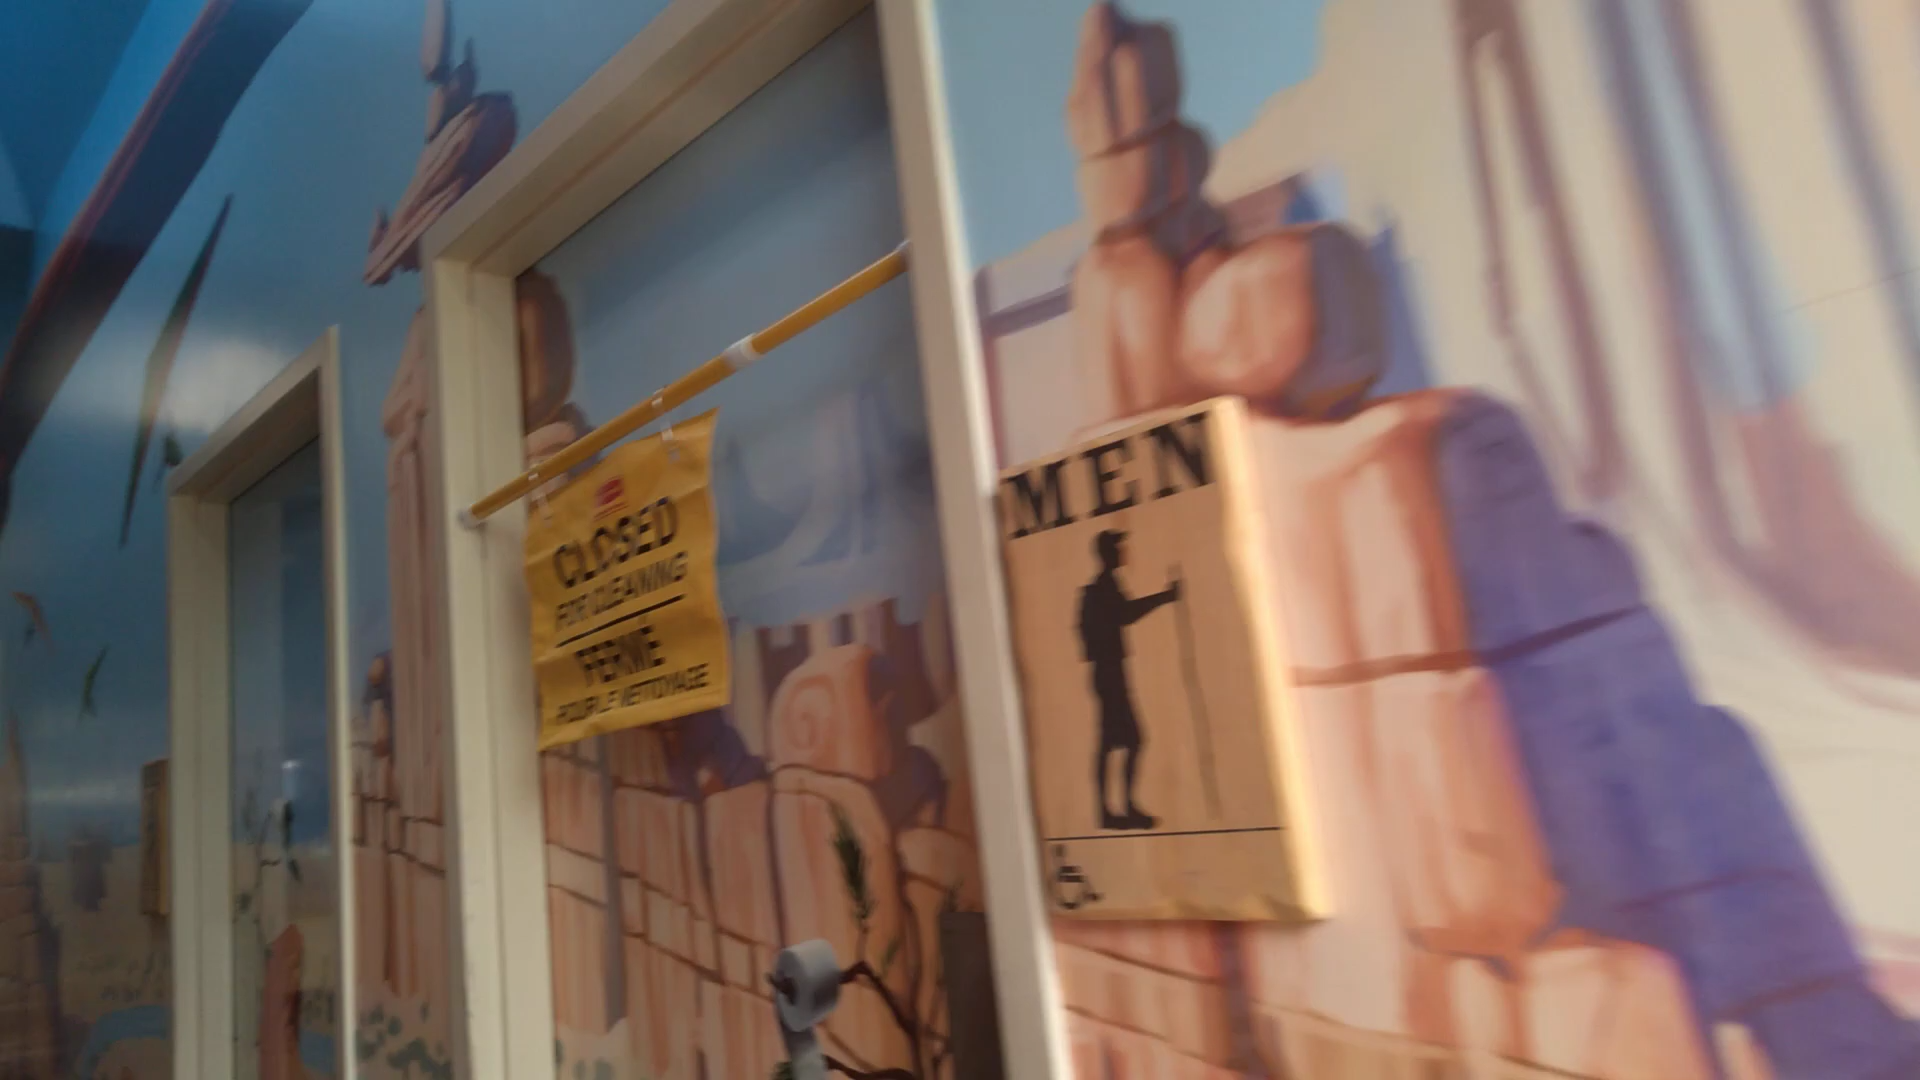 CLOSED
FOR CLEANING
FERMÉ
POUR LE NETTOYAGE
MEN